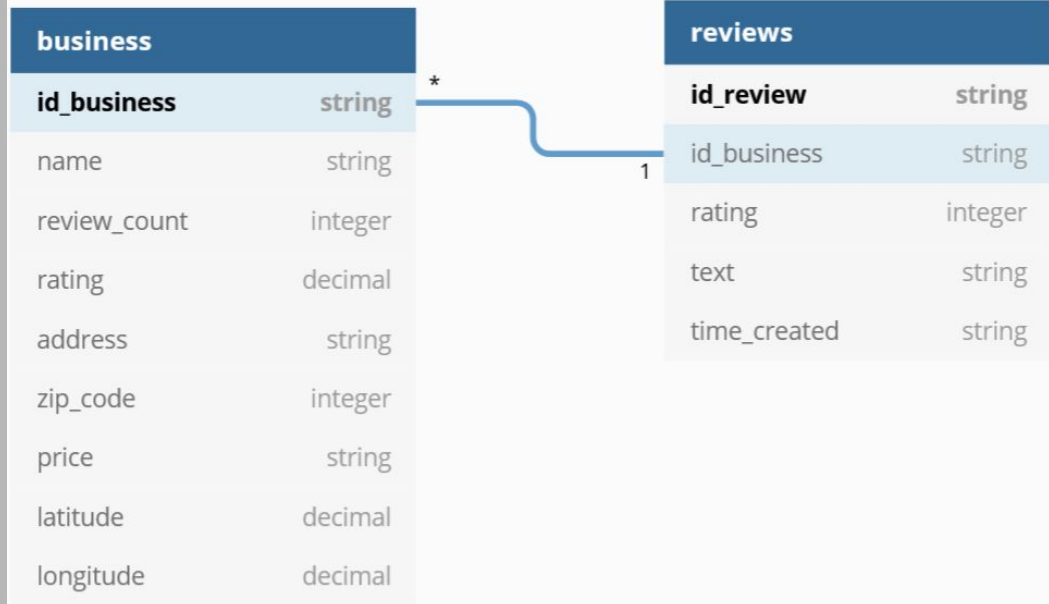 business
id_business string
name string
review_count integer
rating decimal
address string
zip_code integer
price string
latitude decimal
longitude decimal
*
1
reviews
id_review string
id_business string
rating integer
text string
time_created string